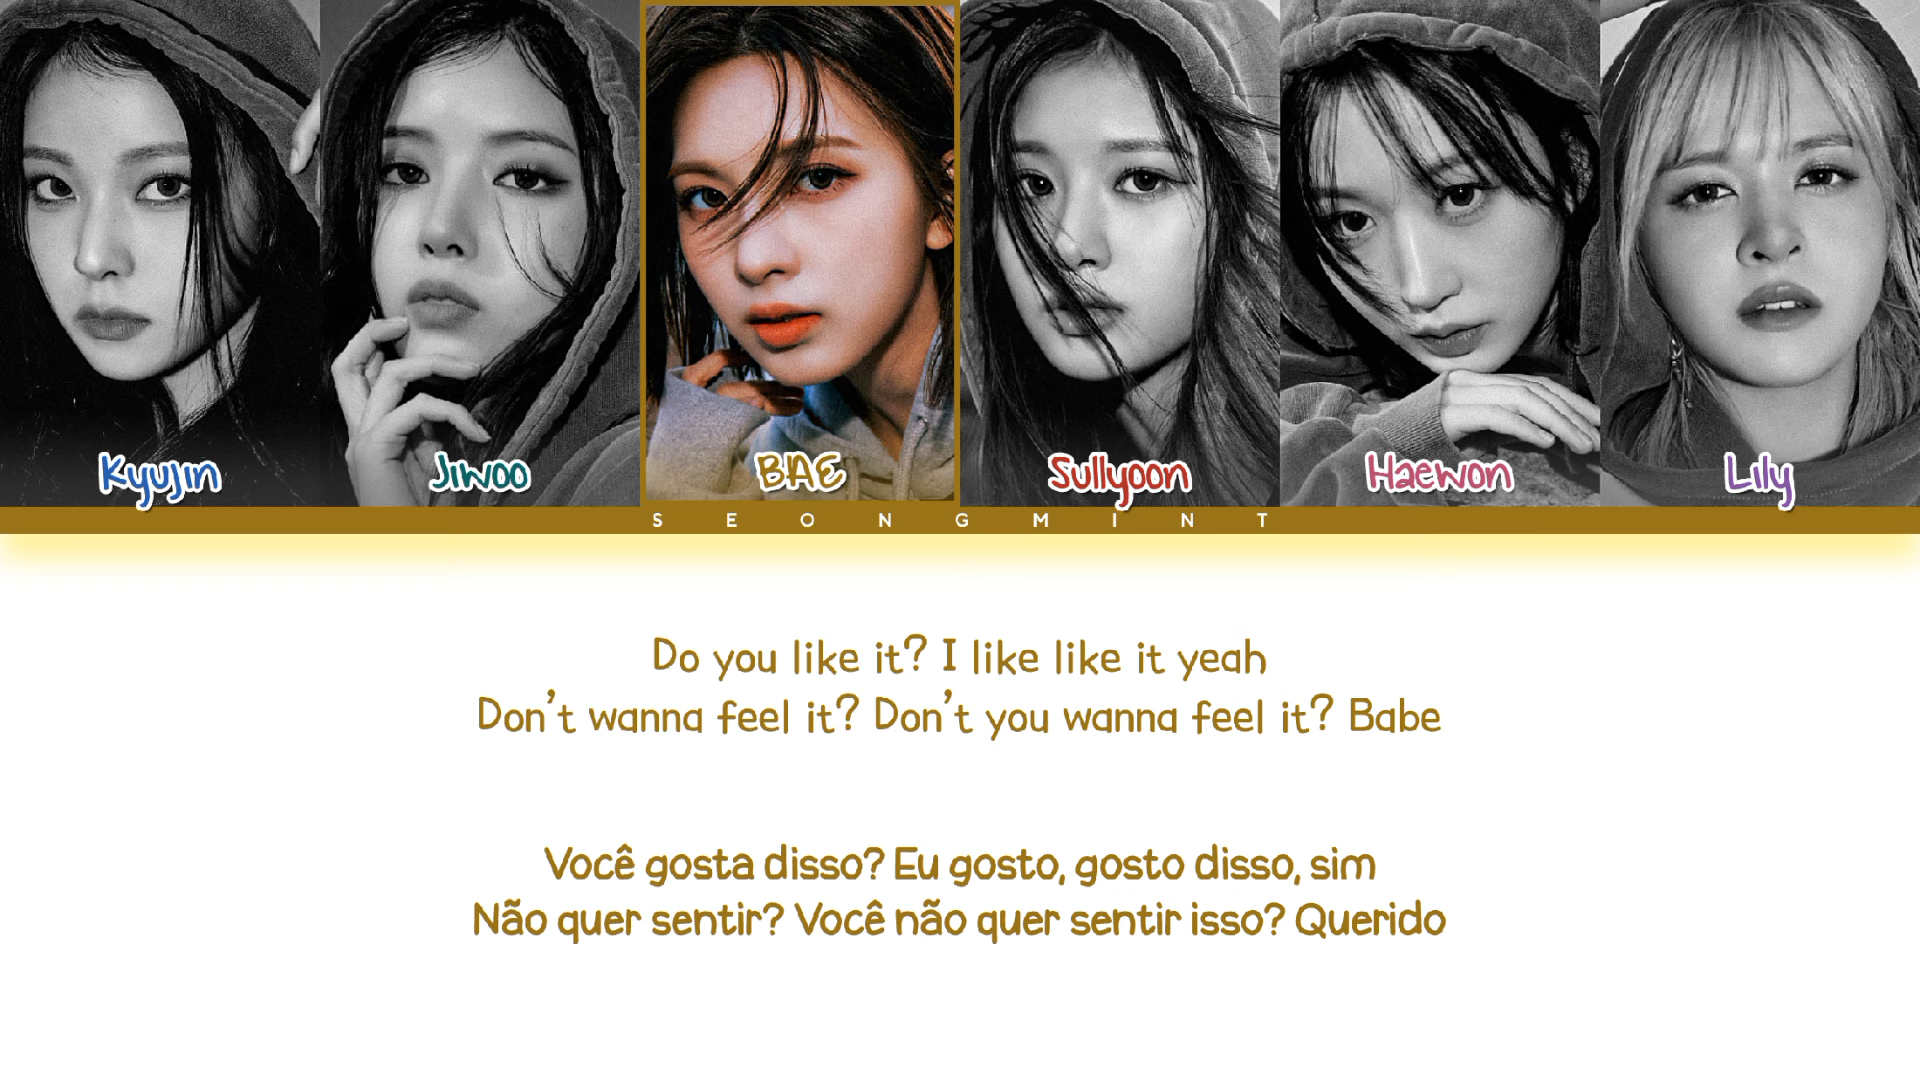 Kyujin
Jiwoo
BAE
Sullyoon
Haewon
Lily
SEONGMINT
Do you like it? I like like it yeah
Don't wanna feel it? Don't you wanna feel it? Babe
Você gosta disso? Eu gosto, gosto disso, sim
Não quer sentir? Você não quer sentir isso? Querido